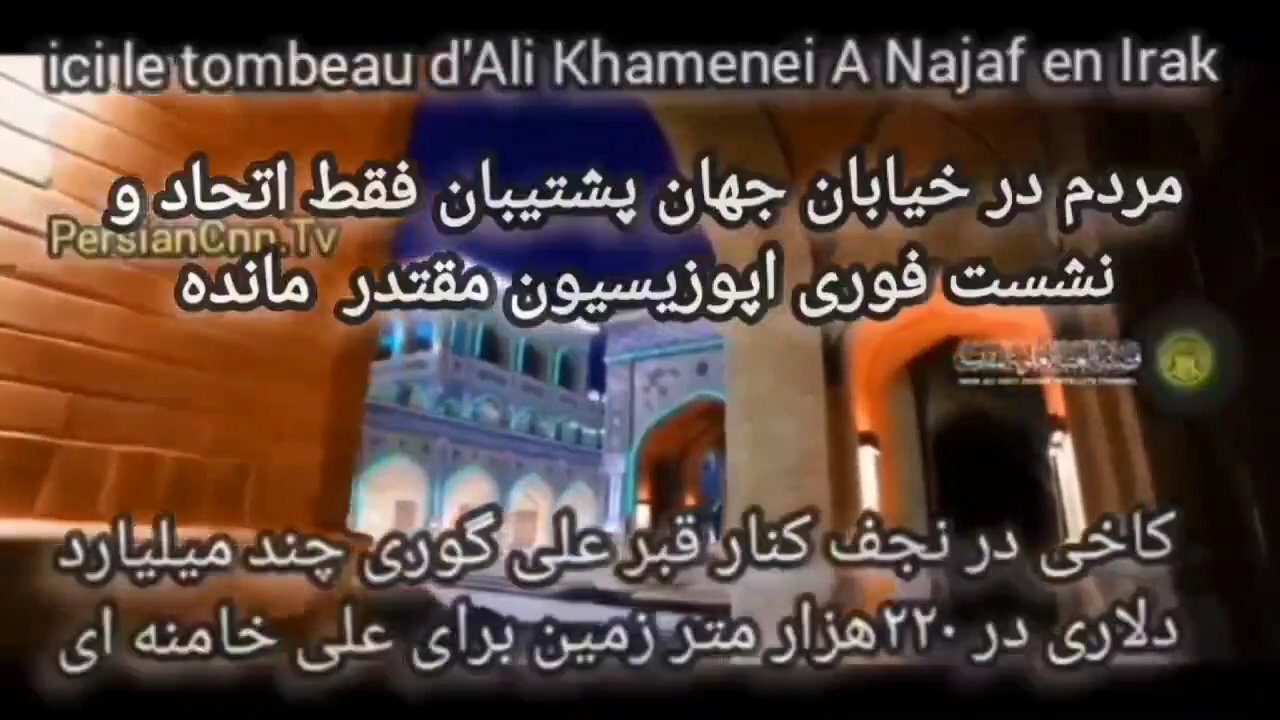 ici le tombeau d'Ali Khamenei A Najaf en Irak
مردم در خیابان جهان پشتیبان فقط اتحاد و
PersianCnn.Tv
نشست فوری اپوزیسیون مقتدر مانده
کاخی در نجف کنار قبر علی گوری چند میلیارد
دلاری در ۲۲۰هزار متر زمین برای علی خامنه ای